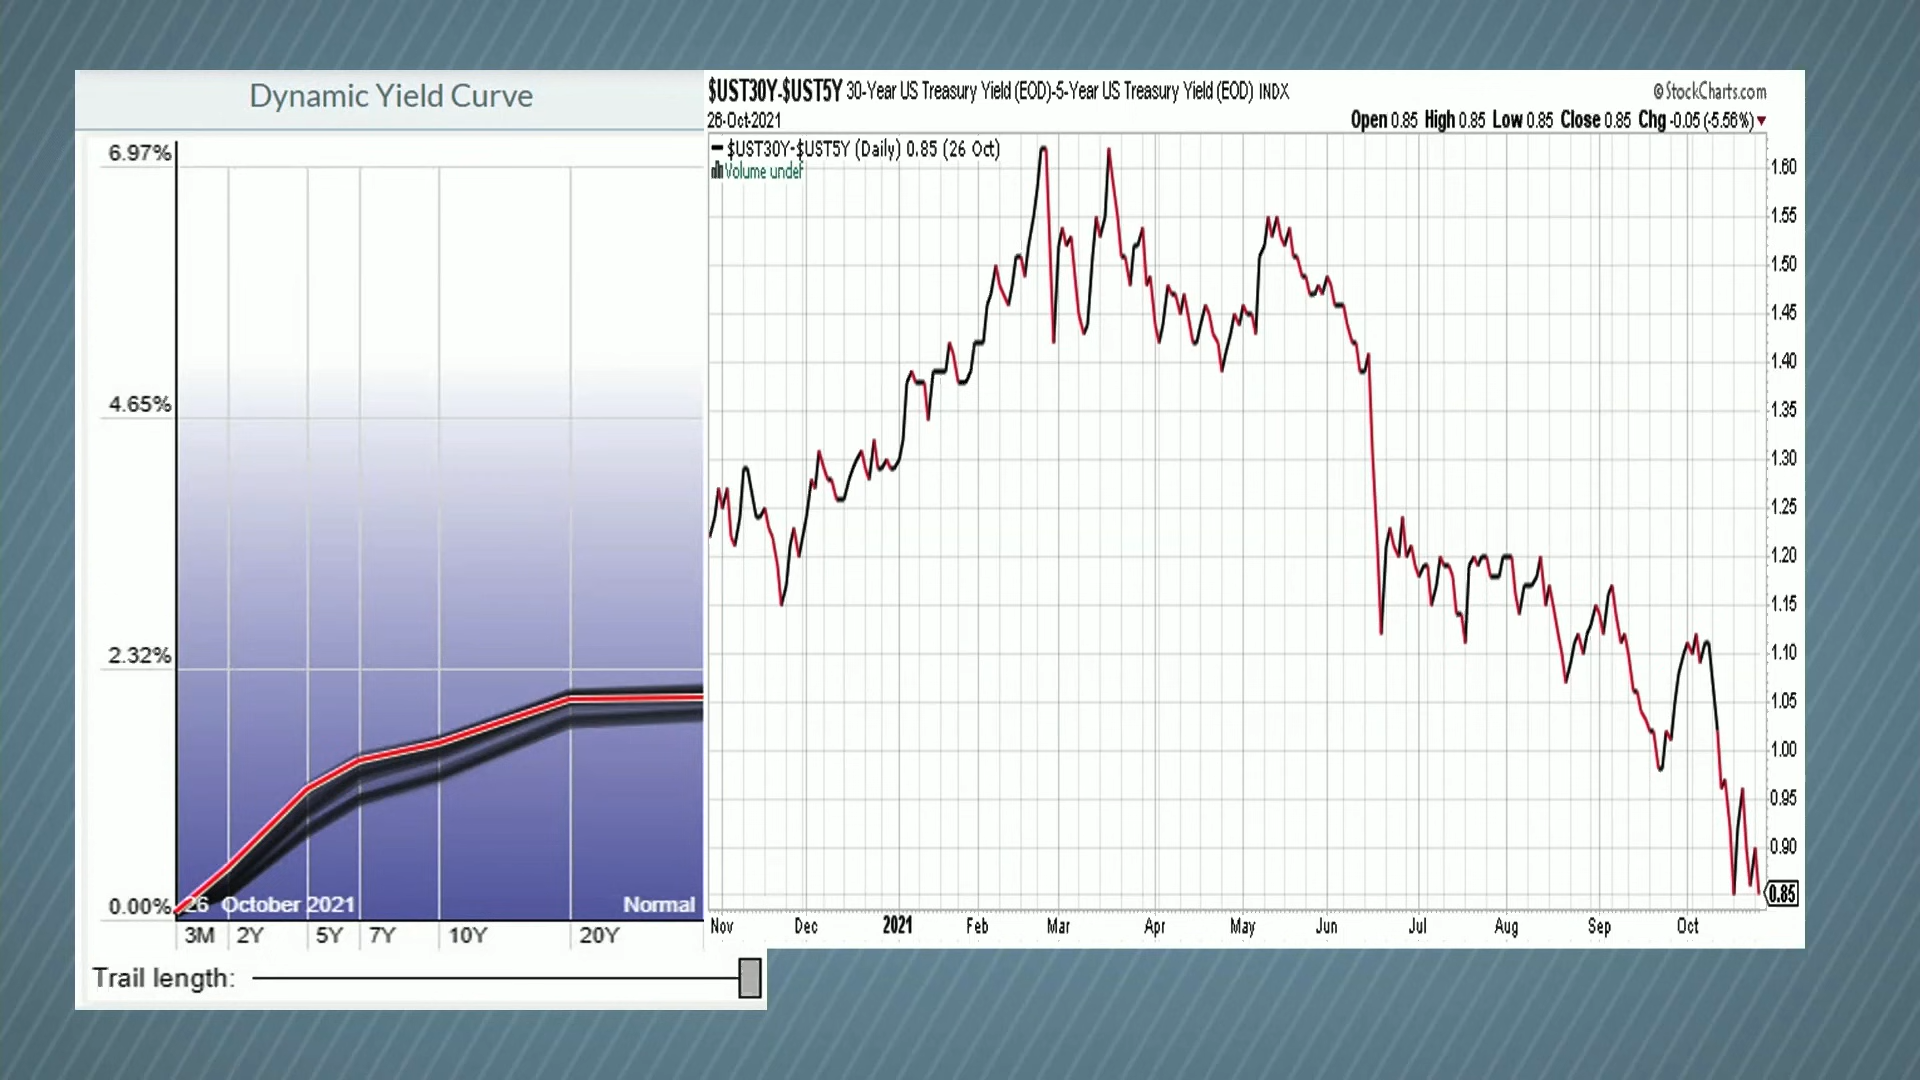 Dynamic Yield Curve
6.97%
4.65%
2.32%
0.00%
26 October 2021
Normal
3M 2Y 5Y 7Y 10Y 20Y
Trail length:
$UST30Y-$UST5Y 30-Year US Treasury Yield (EOD)-5-Year US Treasury Yield (EOD) INDX
© StockCharts.com
26-Oct-2021
Open 0.85 High 0.85 Low 0.85 Close 0.85 Chg -0.05 (-5.56%)
$UST30Y-$UST5Y (Daily) 0.85 (26 Oct)
Volume undef
1.60
1.55
1.50
1.45
1.40
1.35
1.30
1.25
1.20
1.15
1.10
1.05
1.00
0.95
0.90
0.85
Nov Dec 2021 Feb Mar Apr May Jun Jul Aug Sep Oct